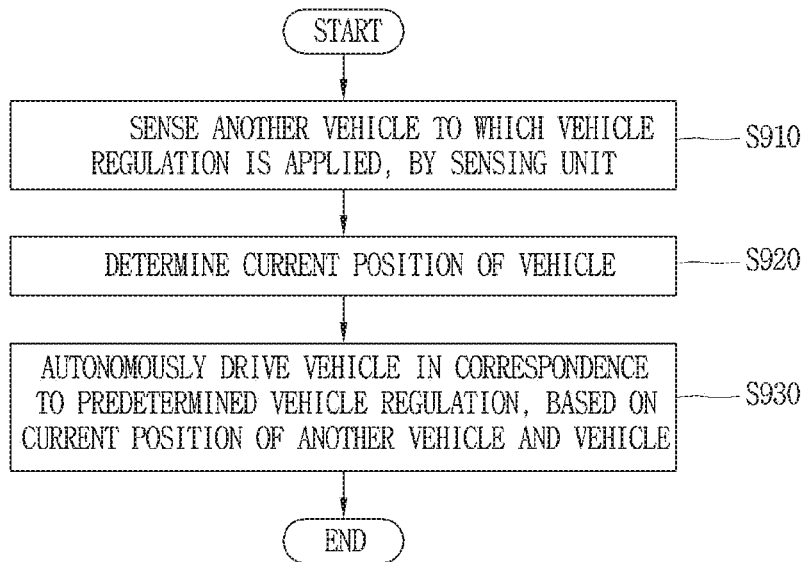 START
SENSE ANOTHER VEHICLE TO WHICH VEHICLE
REGULATION IS APPLIED, BY SENSING UNIT
S910
DETERMINE CURRENT POSITION OF VEHICLE
S920
AUTONOMOUSLY DRIVE VEHICLE IN CORRESPONDENCE
TO PREDETERMINED VEHICLE REGULATION, BASED ON
CURRENT POSITION OF ANOTHER VEHICLE AND VEHICLE
S930
END